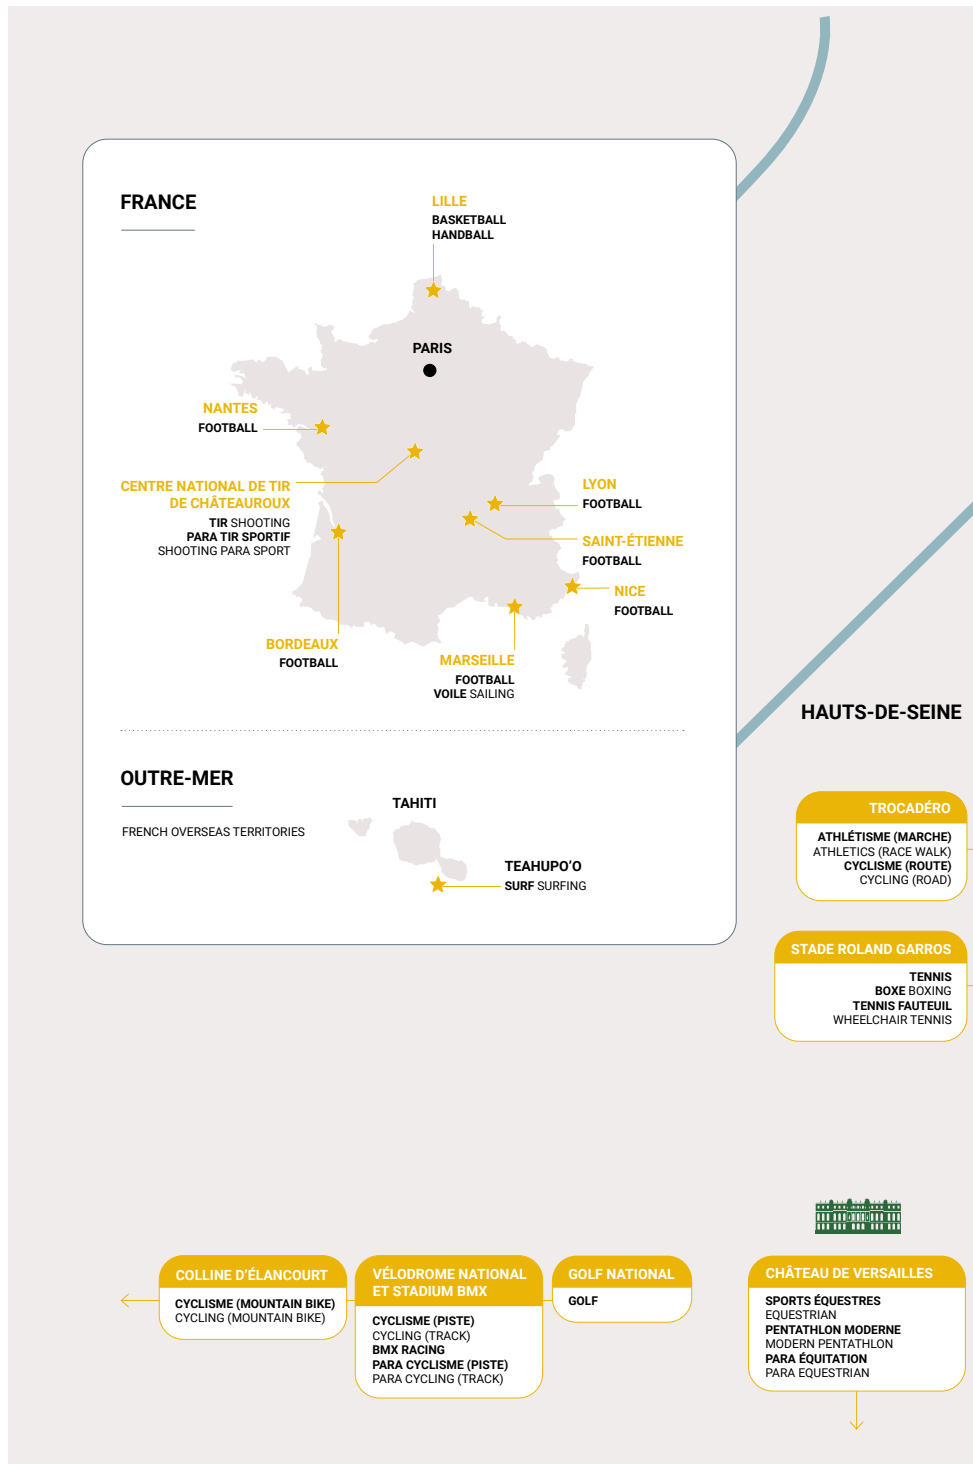 FRANCE
LILLE
BASKETBALL
HANDBALL
PARIS
NANTES
FOOTBALL
CENTRE NATIONAL DE TIR
DE CHÂTEAUROUX
TIR SHOOTING
PARA TIR SPORTIF
SHOOTING PARA SPORT
LYON
FOOTBALL
SAINT-ÉTIENNE
FOOTBALL
NICE
FOOTBALL
BORDEAUX
FOOTBALL
MARSEILLE
FOOTBALL
VOILE SAILING
OUTRE-MER
FRENCH OVERSEAS TERRITORIES
TAHITI
TEAHUPO’O
SURF SURFING
HAUTS-DE-SEINE
TROCADÉRO
ATHLÉTISME (MARCHE)
ATHLETICS (RACE WALK)
CYCLISME (ROUTE)
CYCLING (ROAD)
STADE ROLAND GARROS
TENNIS
BOXE BOXING
TENNIS FAUTEUIL
WHEELCHAIR TENNIS
COLLINE D’ÉLANCOURT
CYCLISME (MOUNTAIN BIKE)
CYCLING (MOUNTAIN BIKE)
VÉLODROME NATIONAL
ET STADIUM BMX
CYCLISME (PISTE)
CYCLING (TRACK)
BMX RACING
PARA CYCLISME (PISTE)
PARA CYCLING (TRACK)
GOLF NATIONAL
GOLF
CHÂTEAU DE VERSAILLES
SPORTS ÉQUESTRES
EQUESTRIAN
PENTATHLON MODERNE
MODERN PENTATHLON
PARA ÉQUITATION
PARA EQUESTRIAN